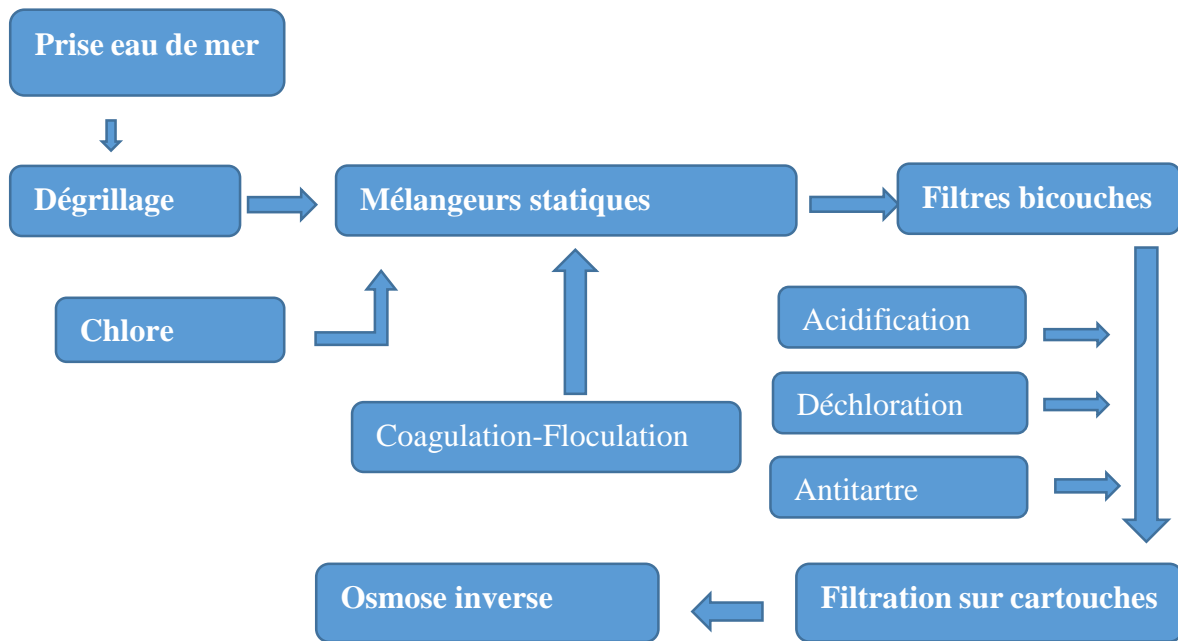 Prise eau de mer
Dégrillage
Mélangeurs statiques
Filtres bicouches
Chlore
Acidification
Coagulation-Floculation
Déchloration
Antitartre
Osmose inverse
Filtration sur cartouches